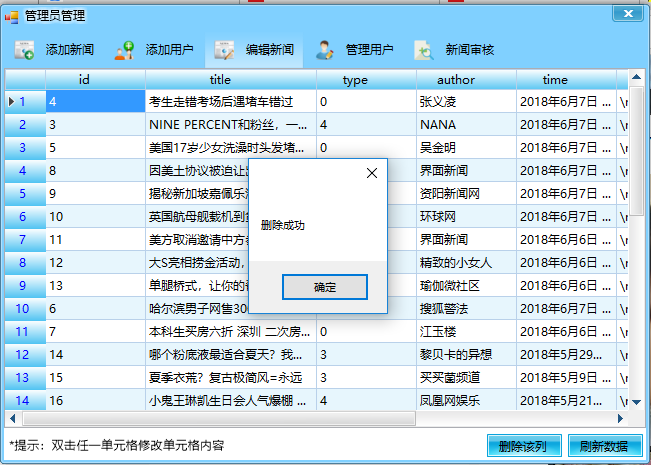 管理员管理
添加新闻 添加用户 编辑新闻 管理用户 新闻审核
id title type author time
1 4 考生走错考场后遇堵车错过 0 张义凌 2018年6月7日 ... \r
2 3 NINE PERCENT和粉丝，一... 4 NANA 2018年6月7日 ... \r
3 5 美国17岁少女洗澡时头发堵... 0 吴金明 2018年6月7日 ... \r
4 8 因美土协议被迫让出 界面新闻 2018年6月7日 ... \r
5 9 揭秘新加坡嘉佩乐 资阳新闻网 2018年6月7日 ... \r
6 10 英国航母舰载机到 环球网 2018年6月7日 ... \r
7 11 美方取消邀请中方 界面新闻 2018年6月6日 ... \r
8 12 大S亮相捞金活动， 精致的小女人 2018年6月7日 ... \r
9 13 单腿桥式，让你的 瑜伽微社区 2018年6月7日 ... \r
10 6 哈尔滨男子网售30 搜狐警法 2018年6月7日 ... \r
11 7 本科生买房六折 深圳 二次房... 0 江玉楼 2018年6月6日 ... \r
12 14 哪个粉底液最适合夏天？我... 3 黎贝卡的异想 2018年5月29... \r
13 15 夏季衣荒？复古极简风=永远 3 买买菌频道 2018年5月9日 ... \r
14 16 小鬼王琳凯生日会人气爆棚 ... 4 凤凰网娱乐 2018年5月21... \r
删除成功
确定
*提示：双击任一单元格修改单元格内容 删除该列 刷新数据